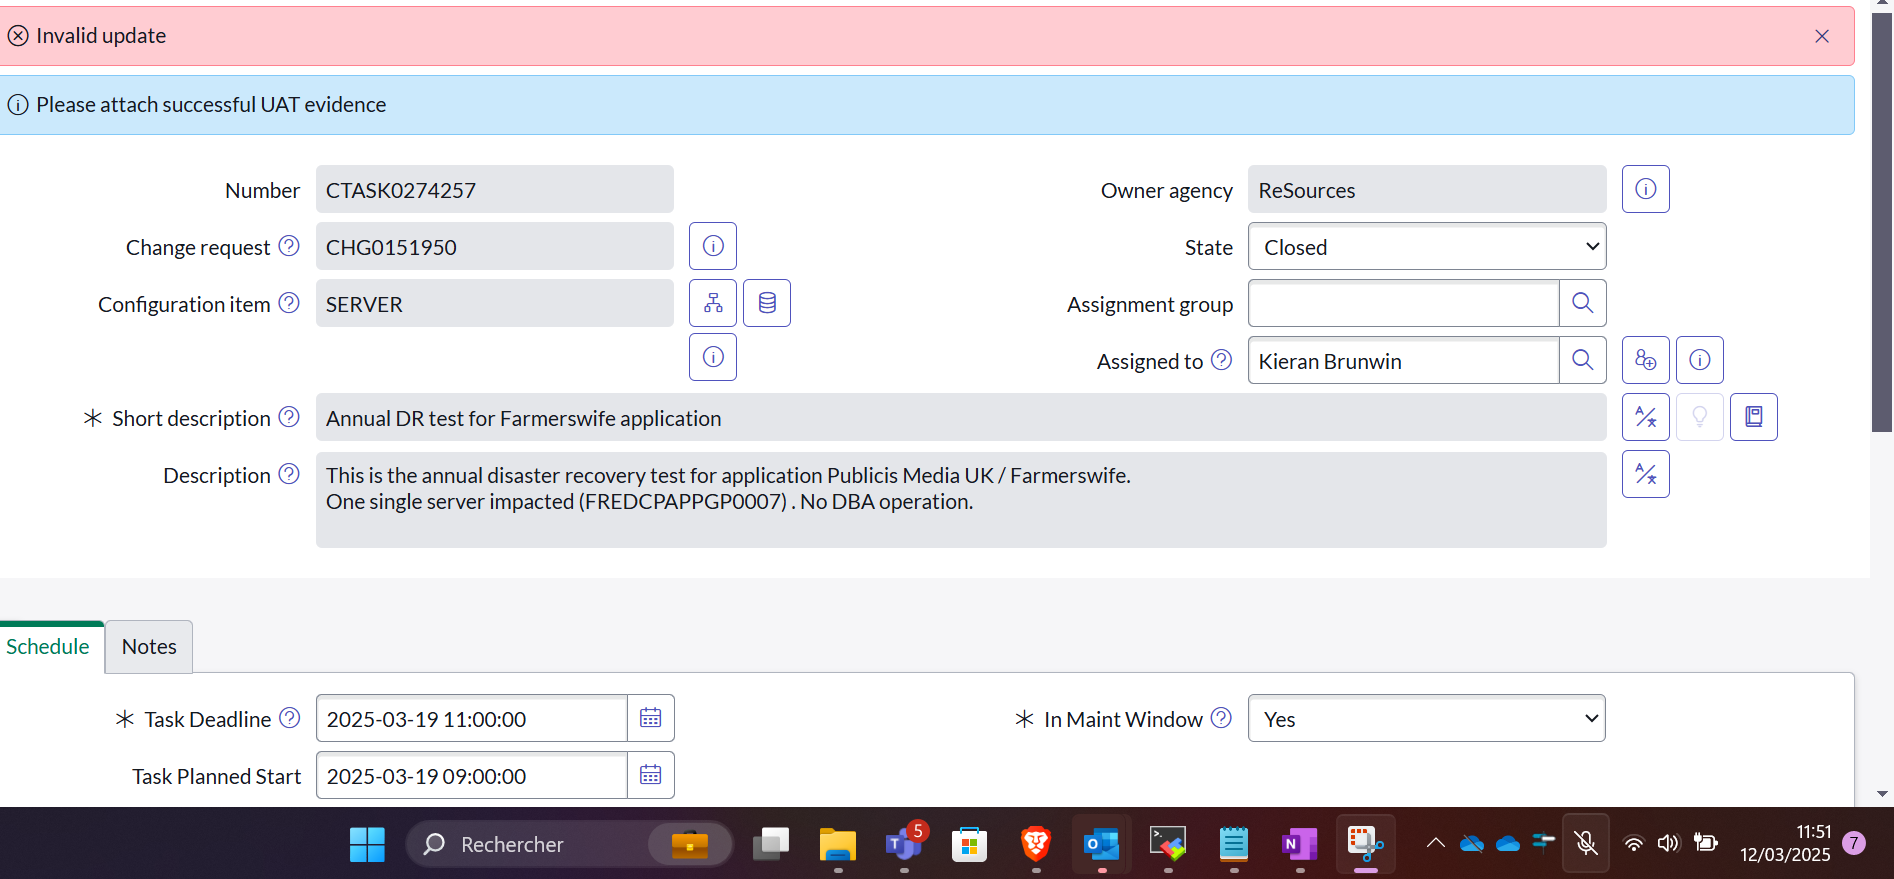 Invalid update
Please attach successful UAT evidence
Number CTASK0274257
Owner agency ReSources
Change request CHG0151950
State Closed
Configuration item SERVER
Assignment group
Assigned to Kieran Brunwin
Short description Annual DR test for Farmerswife application
Description This is the annual disaster recovery test for application Publicis Media UK / Farmerswife.
One single server impacted (FREDCPAPPGP0007) . No DBA operation.
Schedule Notes
Task Deadline 2025-03-19 11:00:00
In Maint Window Yes
Task Planned Start 2025-03-19 09:00:00
Rechercher
5
11:51
12/03/2025
7